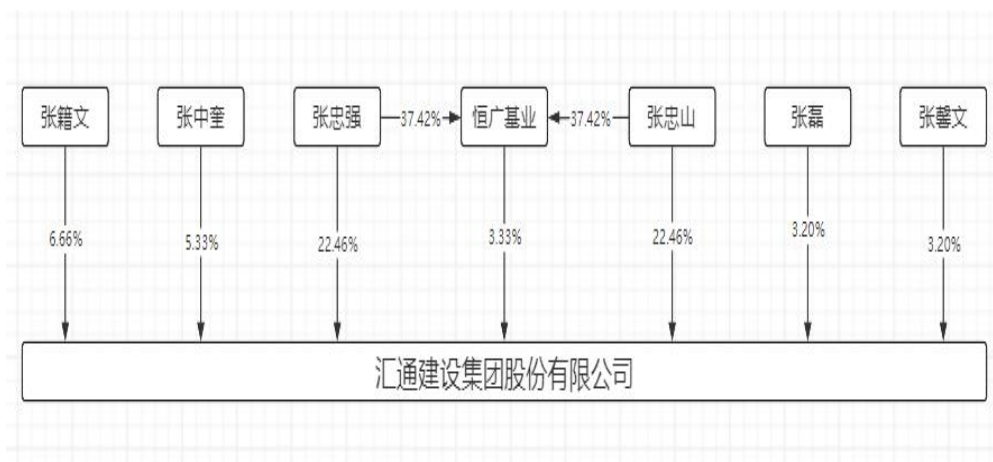 张籍文
张中奎
张忠强
37.42%
恒广基业
37.42%
张忠山
张磊
张馨文
6.66%
5.33%
22.46%
3.33%
22.46%
3.20%
3.20%
汇通建设集团股份有限公司